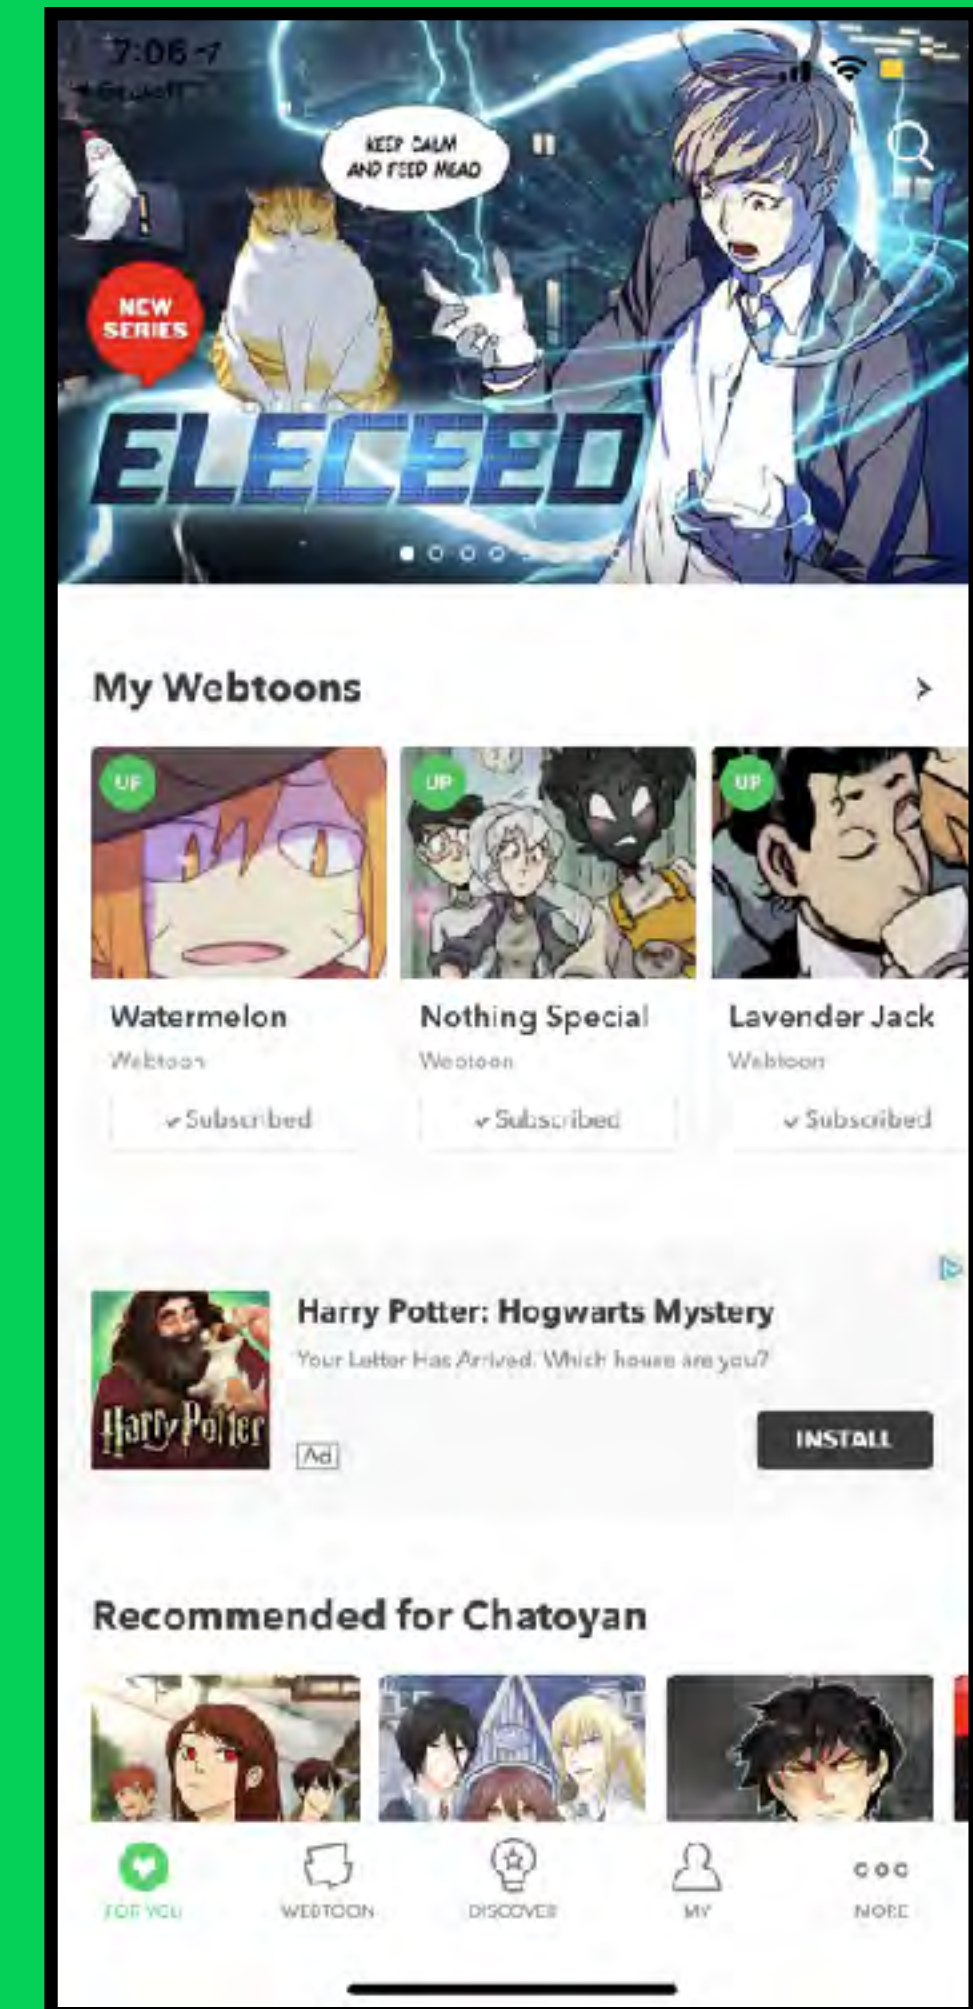 7:06
KEEP CALM
AND FEED MEAD
NEW
SERIES
ELECEED
My Webtoons
UP
UP
UP
Watermelon
Nothing Special
Lavender Jack
Webtoon
Webtoon
Webtoon
Subscribed
Subscribed
Subscribed
Harry Potter: Hogwarts Mystery
Your Letter Has Arrived. Which house are you?
Harry Potter
Ad
INSTALL
Recommended for Chatoyan
FOR YOU
WEBTOON
DISCOVER
MY
MORE